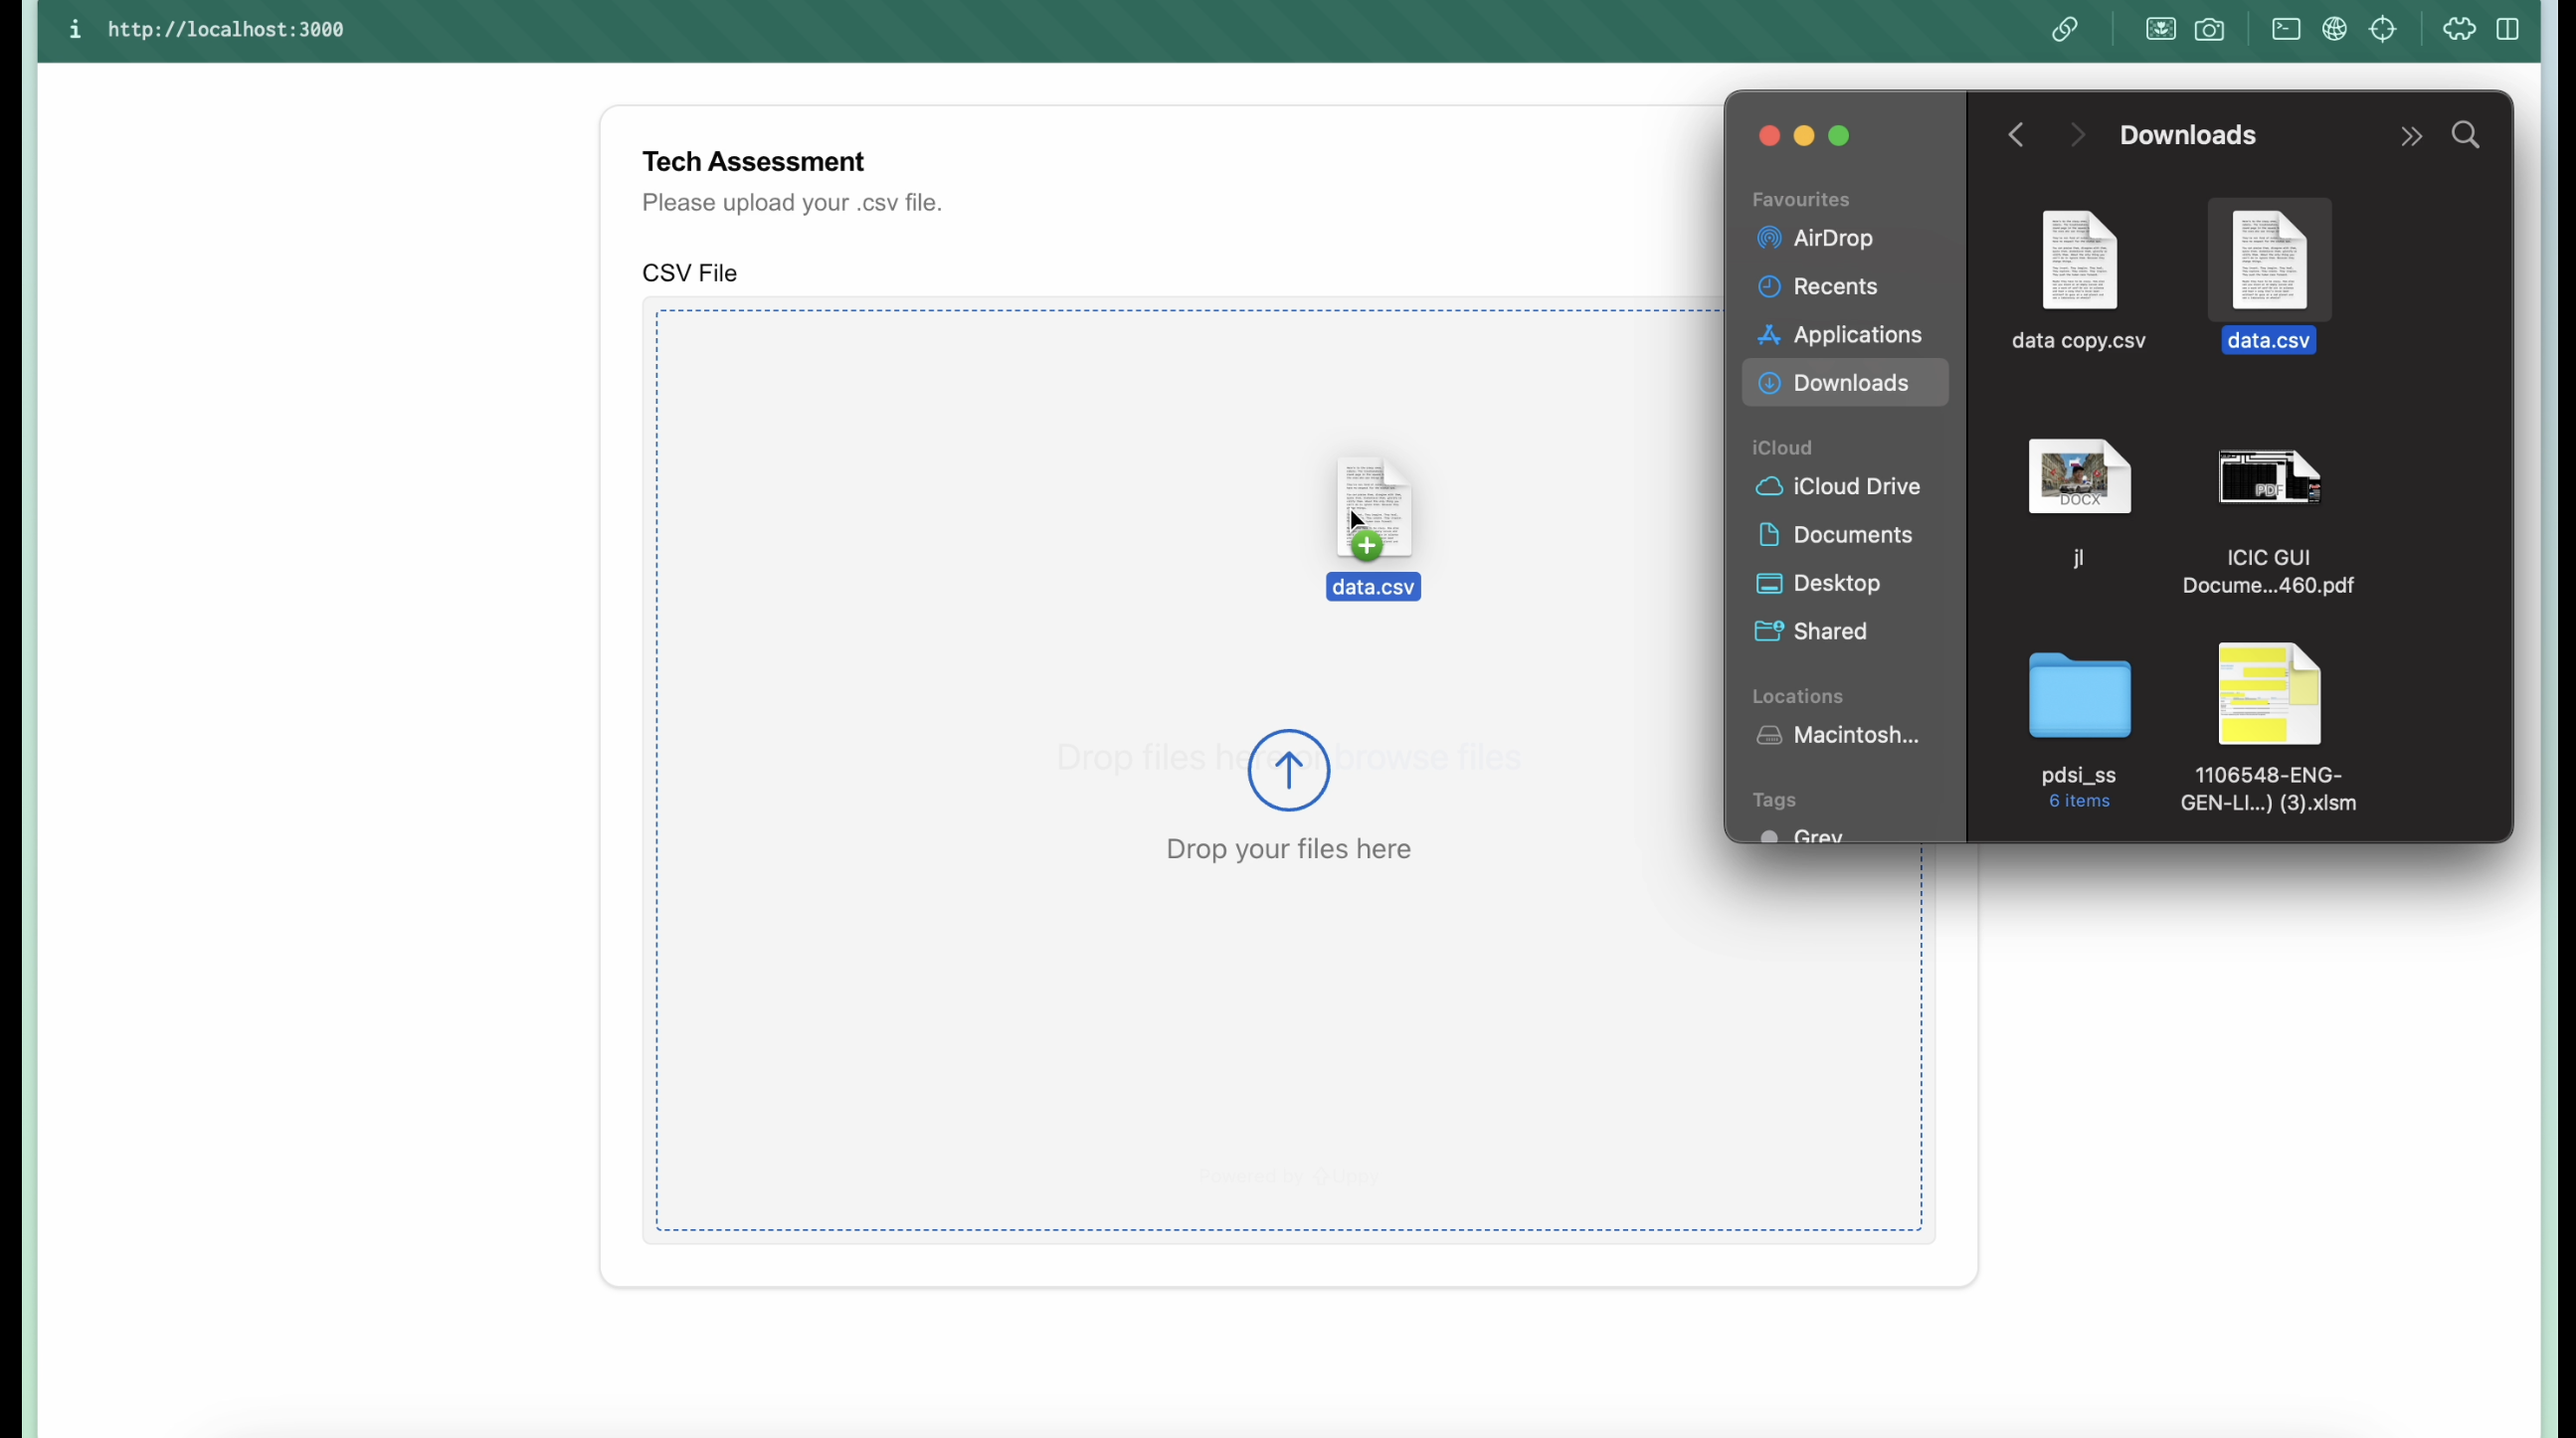 i http://localhost:3000
Tech Assessment
Please upload your .csv file.
CSV File
data.csv
Drop files here or browse files
Drop your files here
Powered by Uppy
Downloads
Favourites
AirDrop
Recents
Applications
Downloads
iCloud
iCloud Drive
Documents
Desktop
Shared
Locations
Macintosh...
Tags
Grey
data copy.csv
data.csv
DOCX
jl
PDF
ICIC GUI
Docume...460.pdf
pdsi_ss
6 items
1106548-ENG-
GEN-LI...) (3).xlsm